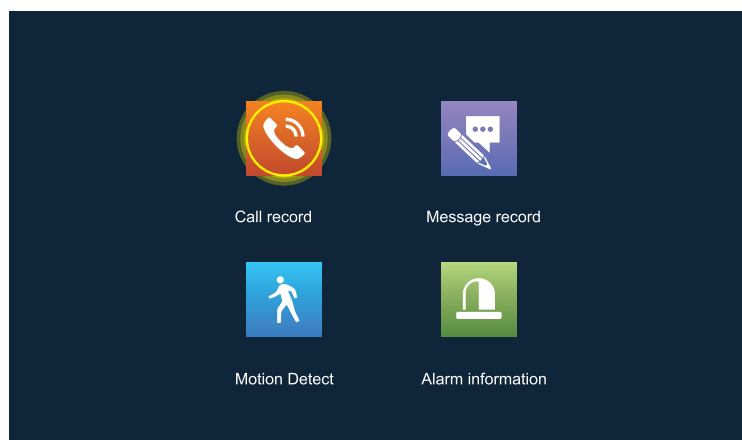 Call record
Message record
Motion Detect
Alarm information